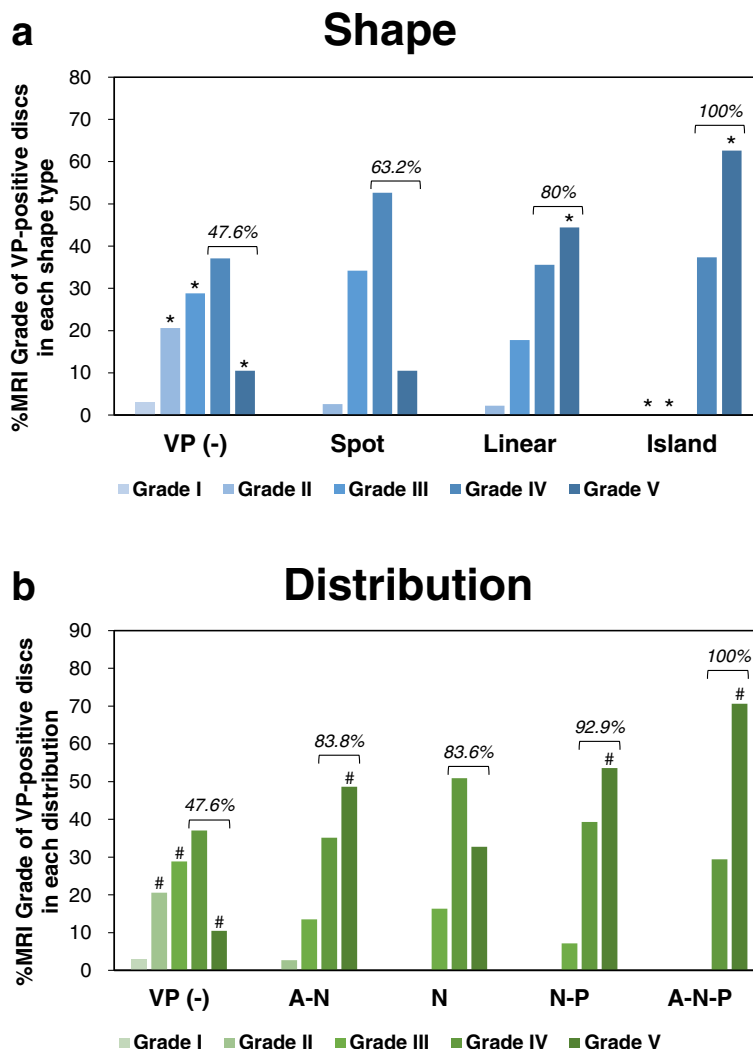 a
Shape
%MRI Grade of VP-positive discs
in each shape type
80
70
60
50
40
30
20
10
0
47.6%
63.2%
80%
100%
* * * * * * *
VP (-) Spot Linear Island
Grade I Grade II Grade III Grade IV Grade V
b
Distribution
%MRI Grade of VP-positive discs
in each distribution
90
80
70
60
50
40
30
20
10
0
47.6%
83.8%
83.6%
92.9%
100%
# # # # # #
VP (-) A-N N N-P A-N-P
Grade I Grade II Grade III Grade IV Grade V